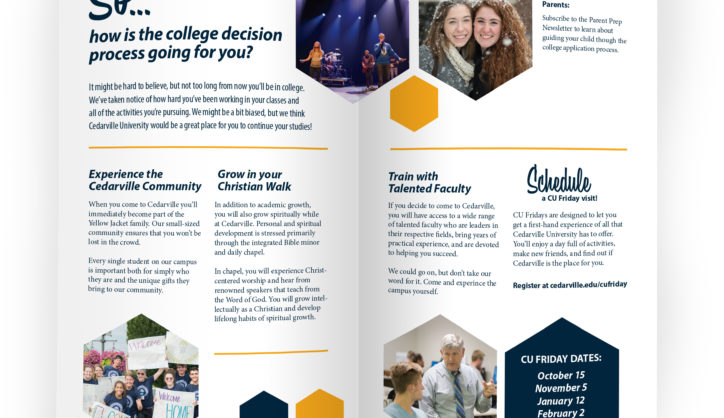 So...
how is the college decision
process going for you?
It might be hard to believe, but not too long from now you'll be in college.
We've taken notice of how hard you've been working in your classes and
all of the activities you're pursuing. We might be a bit biased, but we think
Cedarville University would be a great place for you to continue your studies!
Parents:
Subscribe to the Parent Prep
Newsletter to learn about
guiding your child though the
college application process.
Experience the
Cedarville Community
When you come to Cedarville you'll
immediately become part of the
Yellow Jacket family. Our small-sized
community ensures that you won't be
lost in the crowd.
Every single student on our campus
is important both for simply who
they are and the unique gifts they
bring to our community.
Grow in your
Christian Walk
In addition to academic growth,
you will also grow spiritually while
at Cedarville. Personal and spiritual
development is stressed primarily
through the integrated Bible minor
and daily chapel.
In chapel, you will experience Christ-
centered worship and hear from
renowned speakers that teach from
the Word of God. You will grow intel-
lectually as a Christian and develop
lifelong habits of spiritual growth.
Train with
Talented Faculty
If you decide to come to Cedarville,
you will have access to a wide range
of talented faculty who are leaders in
their respective fields, bring years of
practical experience, and are devoted
to helping you succeed.
We could go on, but don't take our
word for it. Come and exprince the
campus yourself.
Schedule
a CU Friday visit!
CU Fridays are designed to let you
get a first-hand experience of all that
Cedarville University has to offer.
You'll enjoy a day full of activities,
make new friends, and find out if
Cedarville is the place for you.
Register at cedarville.edu/cufriday
Welcome
Welcome
HOME
CU FRIDAY DATES:
October 15
November 5
January 12
February 2